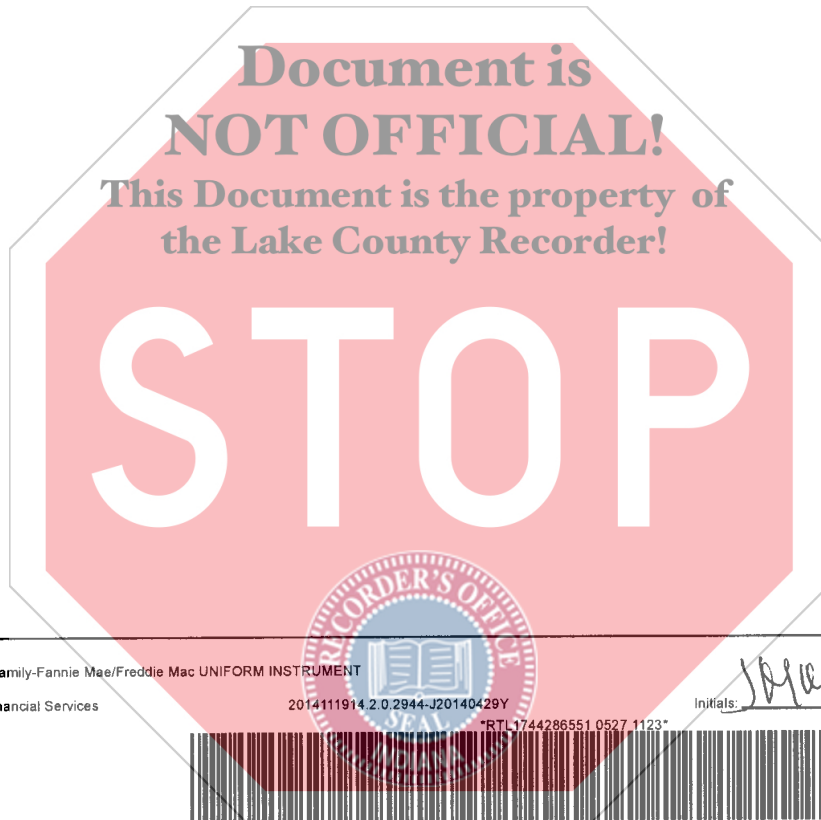 Document is
NOT OFFICIAL!
This Document is the property of
the Lake County Recorder!
STOP
RECORDER'S OFFICE
SEAL
INDIANA
amily-Fannie Mae/Freddie Mac UNIFORM INSTRUMENT
ancial Services
2014111914.2.0.2944-J20140429Y
Initials:
*RTL1744286551 0527 1123*